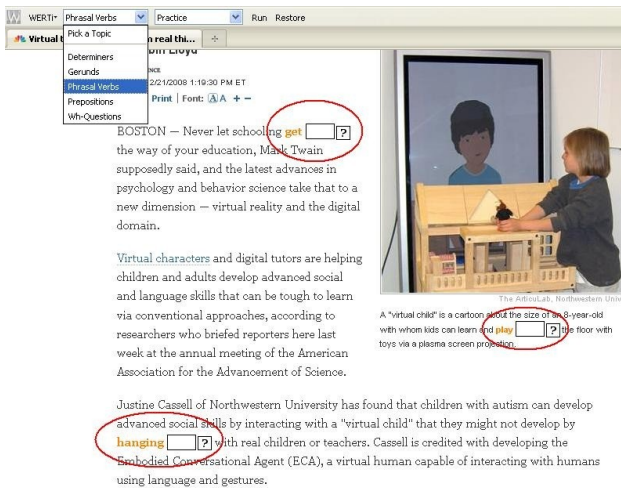 WERTi Phrasal Verbs Practice Run Restore
Pick a Topic
Determiners
Gerunds
Phrasal Verbs
Prepositions
Wh-Questions
Virtual t m real thi...
in Lloyd
2/21/2008 1:19:30 PM ET
Print | Font: A A + −
BOSTON — Never let schooling get ?
the way of your education, Mark Twain
supposedly said, and the latest advances in
psychology and behavior science take that to a
new dimension — virtual reality and the digital
domain.
Virtual characters and digital tutors are helping
children and adults develop advanced social
and language skills that can be tough to learn
via conventional approaches, according to
researchers who briefed reporters here last
week at the annual meeting of the American
Association for the Advancement of Science.
The ArticuLab, Northwestern Univ
A "virtual child" is a cartoon about the size of an 8-year-old
with whom kids can learn and play ? the floor with
toys via a plasma screen projection.
Justine Cassell of Northwestern University has found that children with autism can develop
advanced social skills by interacting with a "virtual child" that they might not develop by
hanging ? with real children or teachers. Cassell is credited with developing the
Embodied Conversational Agent (ECA), a virtual human capable of interacting with humans
using language and gestures.